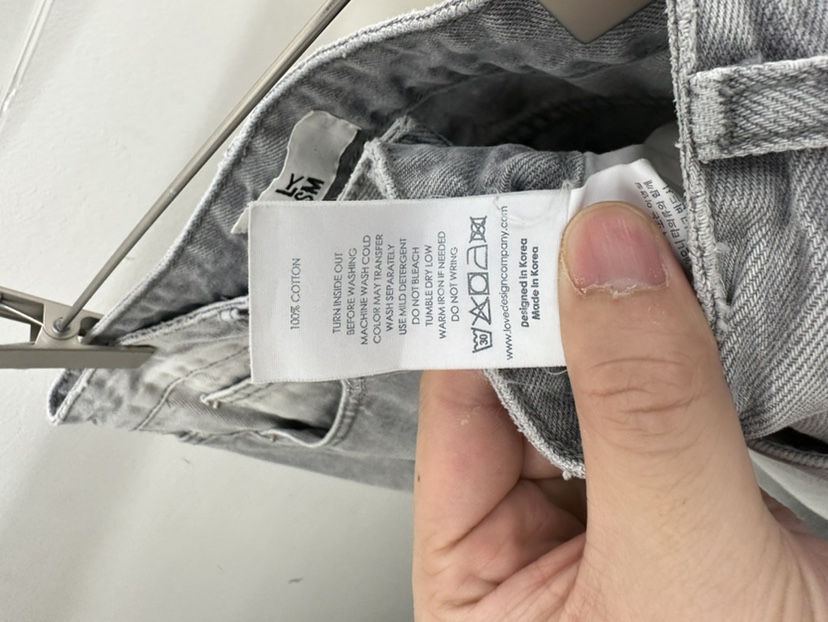 100% COTTON
TURN INSIDE OUT
BEFORE WASHING
MACHINE WASH COLD
COLOR MAY TRANSFER
WASH SEPARATELY
USE MILD DETERGENT
DO NOT BLEACH
TUMBLE DRY LOW
WARM IRON IF NEEDED
DO NOT WRING
30
www.lovedesigncompany.com
Designed in Korea
Made in Korea
LY
SM